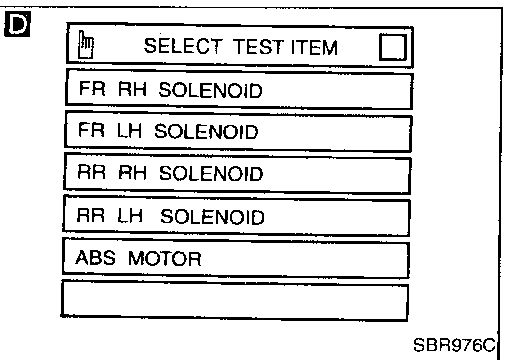 D
SELECT TEST ITEM
FR RH SOLENOID
FR LH SOLENOID
RR RH SOLENOID
RR LH SOLENOID
ABS MOTOR
SBR976C